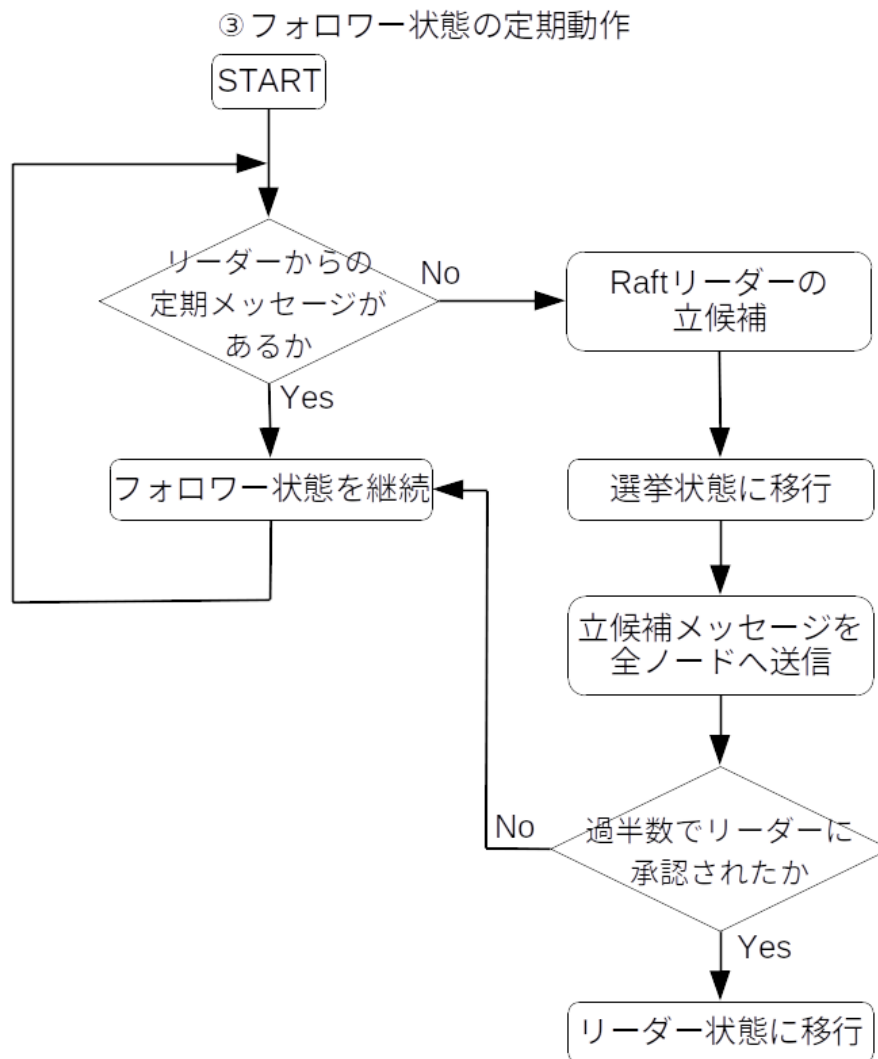 ③フォロワー状態の定期動作
START
リーダーからの
定期メッセージが
あるか
No
Yes
Raftリーダーの
立候補
フォロワー状態を継続
選挙状態に移行
立候補メッセージを
全ノードへ送信
過半数でリーダーに
承認されたか
No
Yes
リーダー状態に移行